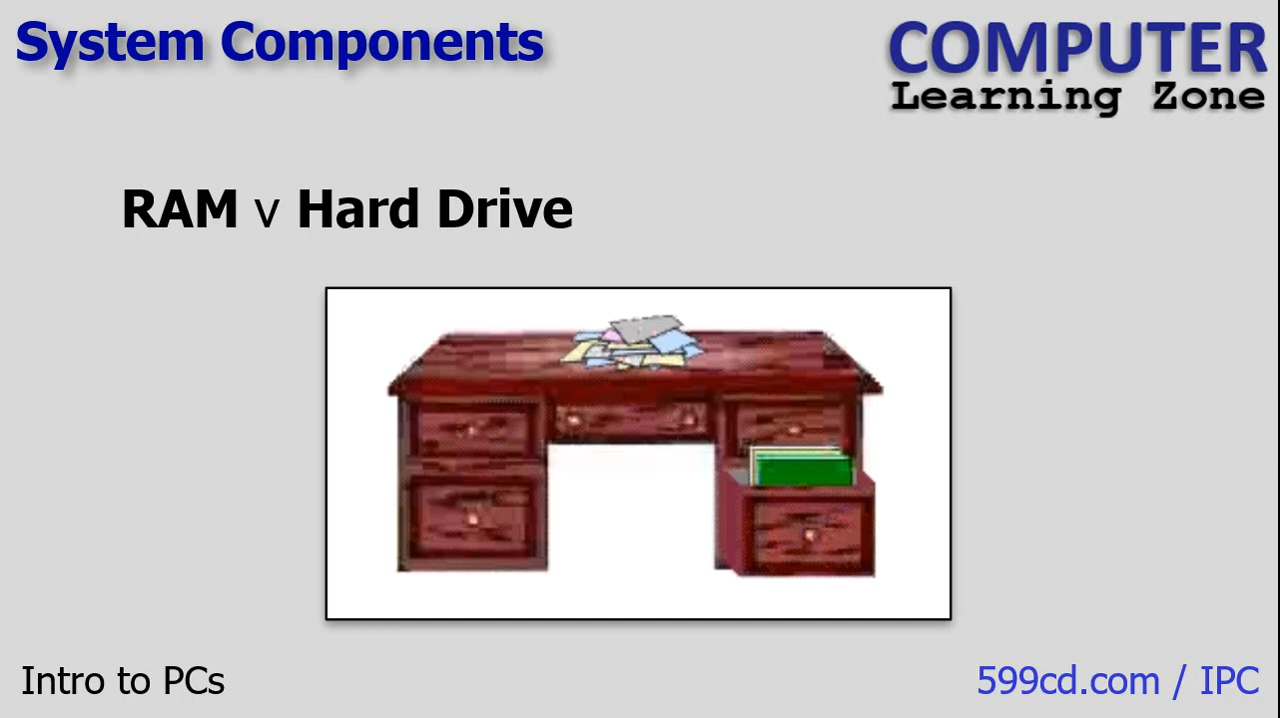 System Components
COMPUTER
Learning Zone
RAM v Hard Drive
Intro to PCs
599cd.com / IPC